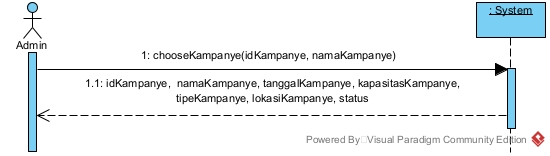 : System
Admin
1: chooseKampanye(idKampanye, namaKampanye)
1.1: idKampanye, namaKampanye, tanggalKampanye, kapasitasKampanye,
tipeKampanye, lokasiKampanye, status
Powered By Visual Paradigm Community Edition